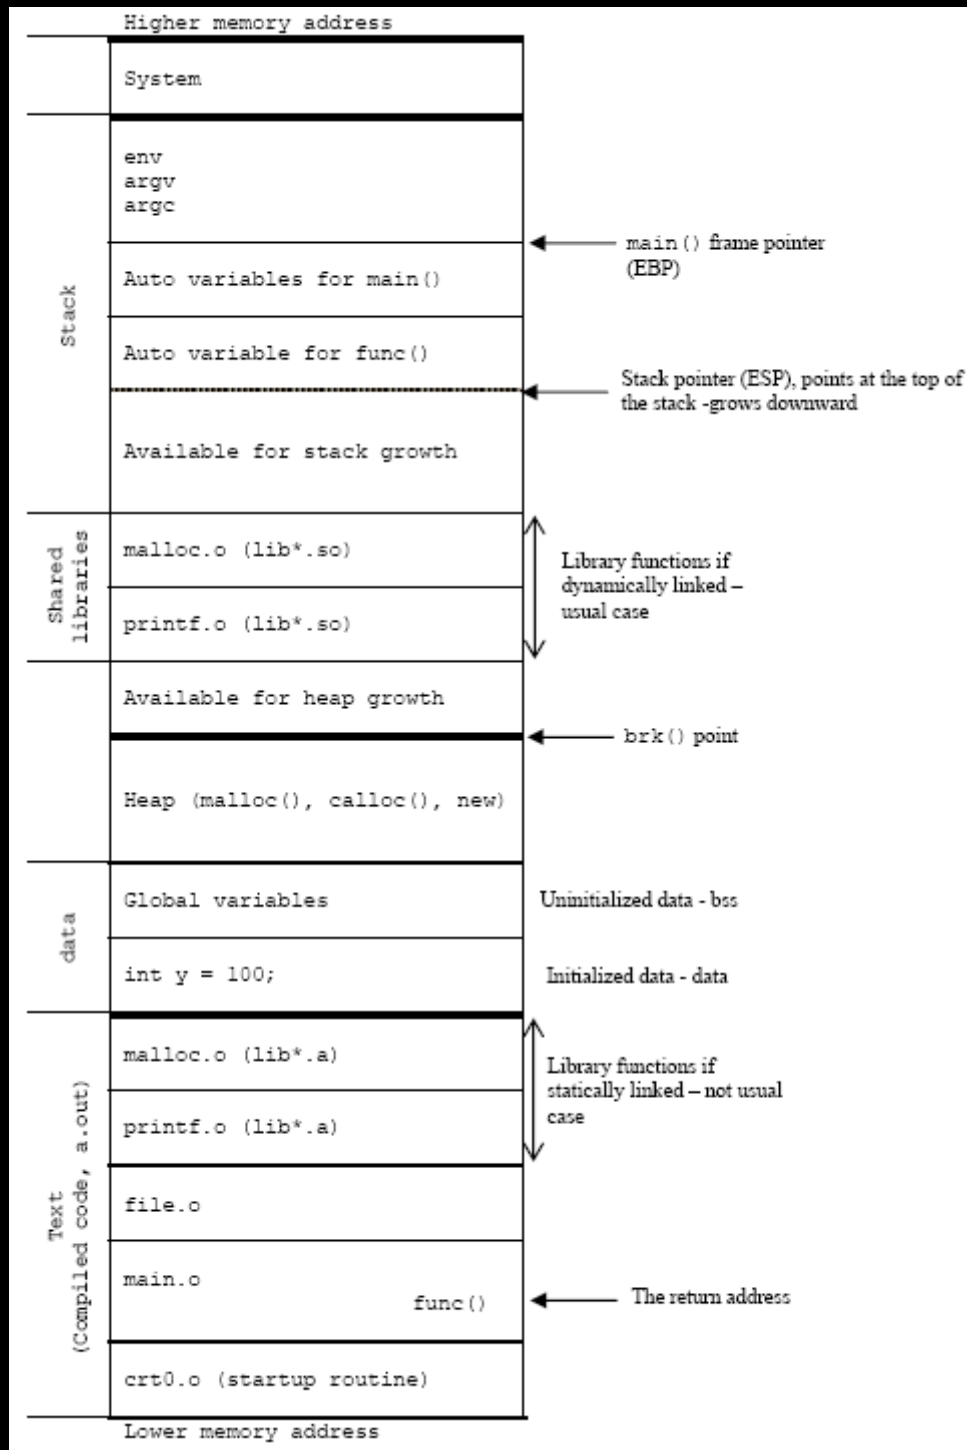 Higher memory address
System
env
argv
argc
main() frame pointer
(EBP)
Auto variables for main()
Stack
Auto variable for func()
Stack pointer (ESP), points at the top of
the stack -grows downward
Available for stack growth
Shared
libraries
malloc.o (lib*.so)
Library functions if
dynamically linked –
usual case
printf.o (lib*.so)
Available for heap growth
brk() point
Heap (malloc(), calloc(), new)
data
Global variables
Uninitialized data - bss
int y = 100;
Initialized data - data
Text
(Compiled code, a.out)
malloc.o (lib*.a)
Library functions if
statically linked – not usual
case
printf.o (lib*.a)
file.o
main.o
func()
The return address
crt0.o (startup routine)
Lower memory address